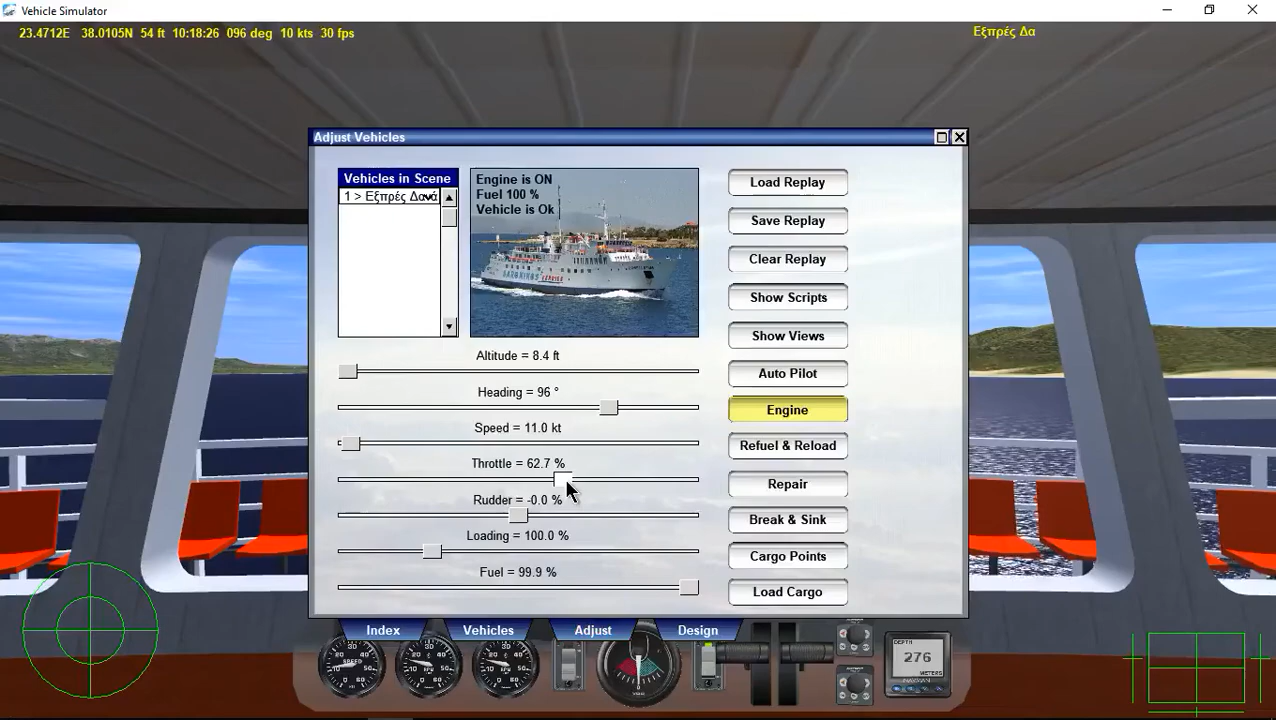 Vehicle Simulator
23.4712E 38.0105N 54 ft 10:18:26 096 deg 10 kts 30 fps
Εξπρές Δα
Adjust Vehicles
Vehicles in Scene
1 > Εξπρές Δανά
Engine is ON
Fuel 100 %
Vehicle is Ok
Altitude = 8.4 ft
Heading = 96 °
Speed = 11.0 kt
Throttle = 62.7 %
Rudder = -0.0 %
Loading = 100.0 %
Fuel = 99.9 %
Load Replay
Save Replay
Clear Replay
Show Scripts
Show Views
Auto Pilot
Engine
Refuel & Reload
Repair
Break & Sink
Cargo Points
Load Cargo
Index
Vehicles
Adjust
Design
SPEED
DEPTH
276
METERS